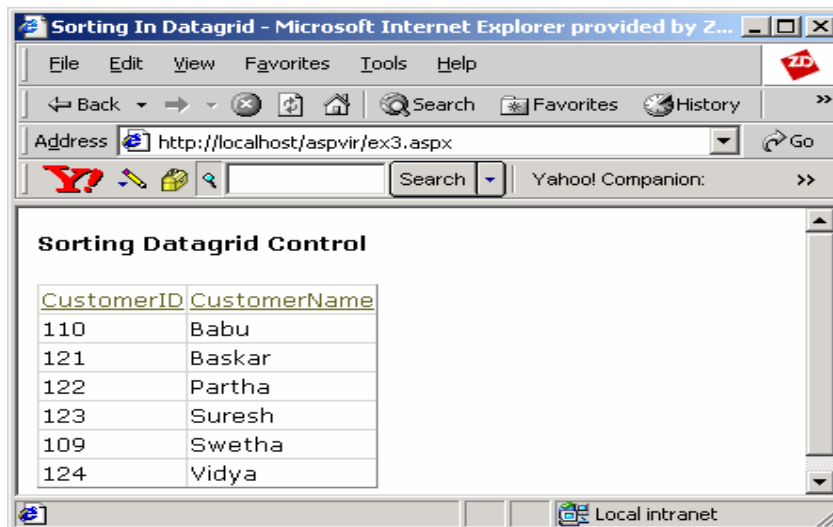 Sorting In Datagrid - Microsoft Internet Explorer provided by Z...
File Edit View Favorites Tools Help
ZD
Back Search Favorites History »
Address http://localhost/aspvir/ex3.aspx Go
Y! Search Yahoo! Companion: »
Sorting Datagrid Control
CustomerID CustomerName
110 Babu
121 Baskar
122 Partha
123 Suresh
109 Swetha
124 Vidya
Local intranet